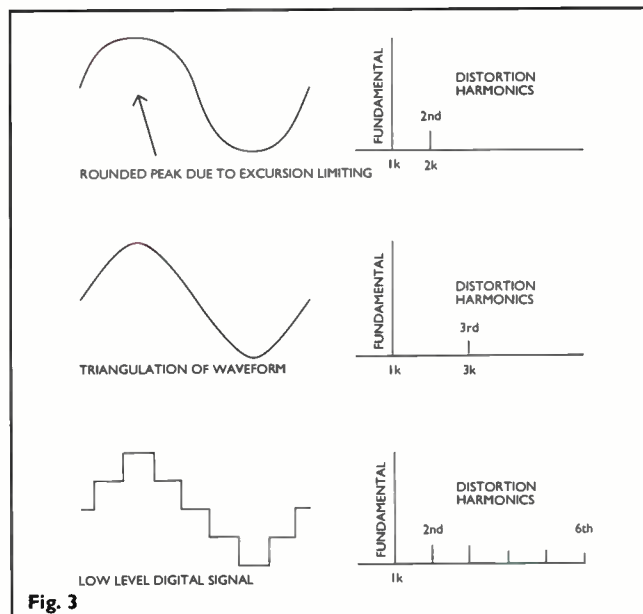 FUNDAMENTAL
DISTORTION
HARMONICS
2nd
1k
2k
ROUNDED PEAK DUE TO EXCURSION LIMITING
FUNDAMENTAL
DISTORTION
HARMONICS
3rd
1k
3k
TRIANGULATION OF WAVEFORM
FUNDAMENTAL
DISTORTION
HARMONICS
2nd
6th
1k
LOW LEVEL DIGITAL SIGNAL
Fig. 3